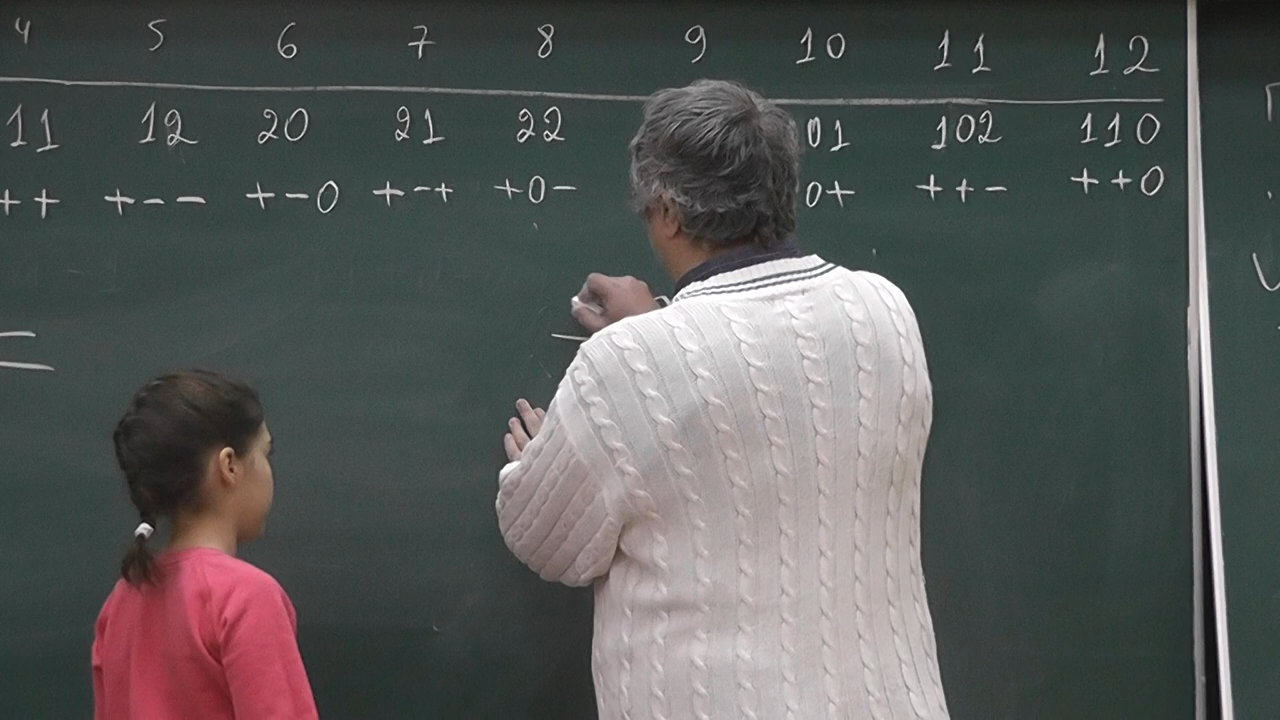 4 5 6 7 8 9 10 11 12
11 12 20 21 22 01 102 110
++ +-- +-0 +-+ +0- 0+ ++- ++0
=